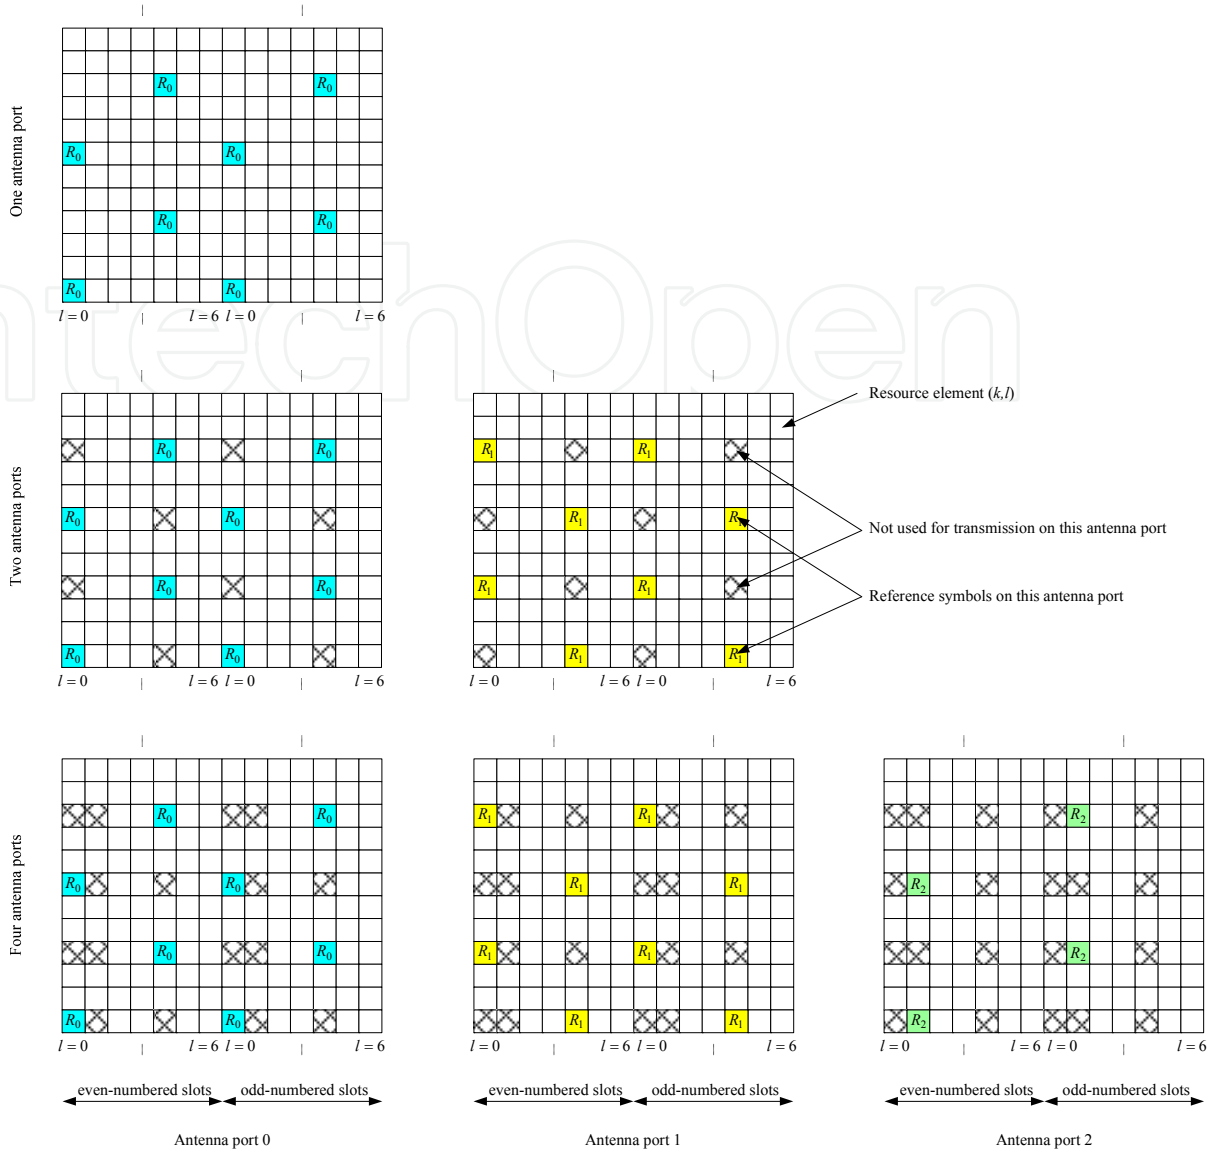 One antenna port
R0 R0
R0 R0
R0 R0
R0 R0
l = 0 l = 6 l = 0 l = 6
ntechOpen
Two antenna ports
R0 R0
R0 R0
R0 R0
R0 R0
l = 0 l = 6 l = 0 l = 6
R1 R1
R1 R1
R1 R1
R1 R1
l = 0 l = 6 l = 0 l = 6
Resource element (k,l)
Not used for transmission on this antenna port
Reference symbols on this antenna port
Four antenna ports
R0 R0
R0 R0
R0 R0
R0 R0
l = 0 l = 6 l = 0 l = 6
even-numbered slots odd-numbered slots
Antenna port 0
R1 R1
R1 R1
R1 R1
R1 R1
l = 0 l = 6 l = 0 l = 6
even-numbered slots odd-numbered slots
Antenna port 1
R2
R2
R2
R2
l = 0 l = 6 l = 0 l = 6
even-numbered slots odd-numbered slots
Antenna port 2